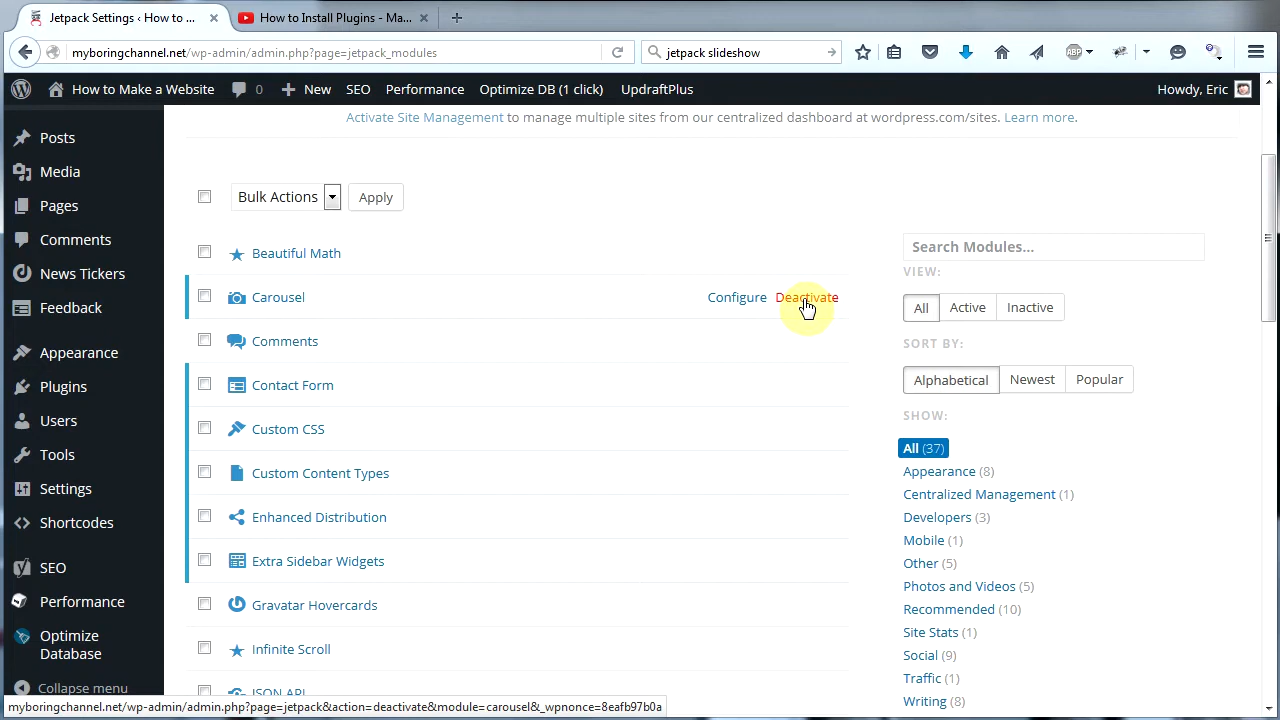 Jetpack Settings ‹ How to ...
How to Install Plugins - Ma...
myboringchannel.net/wp-admin/admin.php?page=jetpack_modules
jetpack slideshow
ABP
How to Make a Website
0
New
SEO
Performance
Optimize DB (1 click)
UpdraftPlus
Howdy, Eric
Posts
Media
Pages
Comments
News Tickers
Feedback
Appearance
Plugins
Users
Tools
Settings
Shortcodes
SEO
Performance
Optimize
Database
Collapse menu
Activate Site Management to manage multiple sites from our centralized dashboard at wordpress.com/sites. Learn more.
Bulk Actions
Apply
Beautiful Math
Carousel
Configure
Deactivate
Comments
Contact Form
Custom CSS
Custom Content Types
Enhanced Distribution
Extra Sidebar Widgets
Gravatar Hovercards
Infinite Scroll
JSON API
Search Modules...
VIEW:
All
Active
Inactive
SORT BY:
Alphabetical
Newest
Popular
SHOW:
All (37)
Appearance (8)
Centralized Management (1)
Developers (3)
Mobile (1)
Other (5)
Photos and Videos (5)
Recommended (10)
Site Stats (1)
Social (9)
Traffic (1)
Writing (8)
myboringchannel.net/wp-admin/admin.php?page=jetpack&action=deactivate&module=carousel&_wpnonce=8eafb97b0a